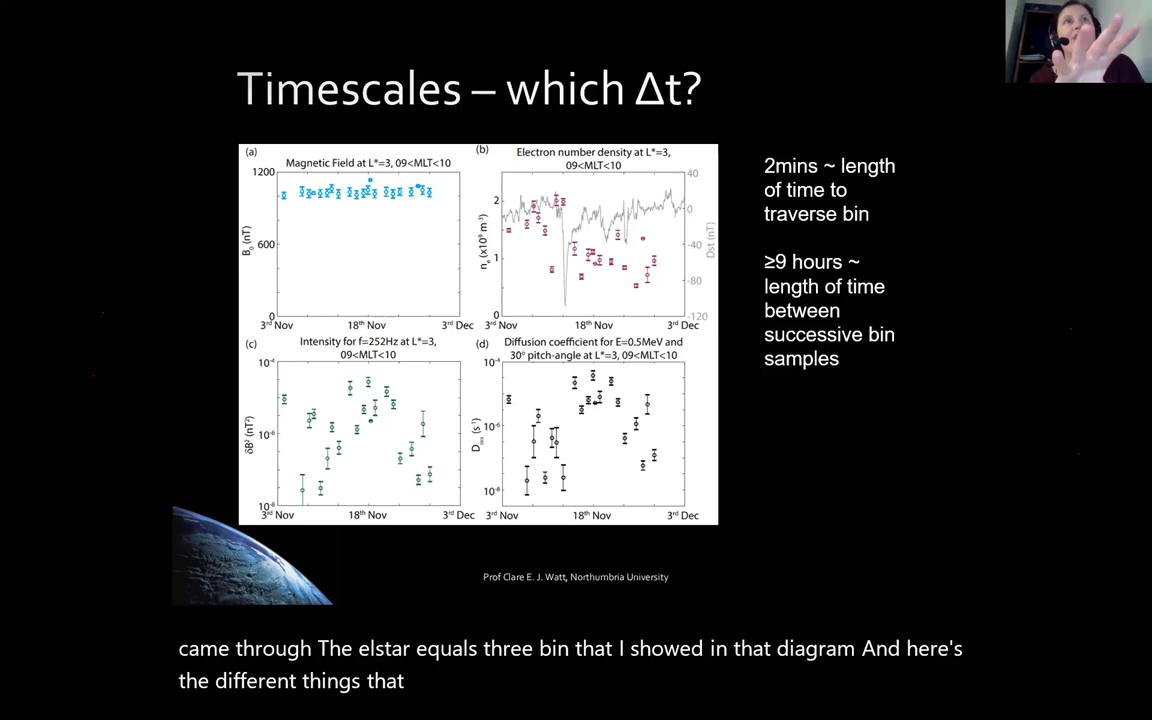 Timescales – which Δt?
(a)
Magnetic Field at L*=3, 09<MLT<10
1200
600
0
B₀ (nT)
3rd Nov
18th Nov
3rd Dec
(b)
Electron number density at L*=3,
09<MLT<10
2
1
0
nₑ (x10⁹ m⁻³)
40
0
-40
-80
-120
Dst (nT)
3rd Nov
18th Nov
3rd Dec
(c)
Intensity for f=252Hz at L*=3,
09<MLT<10
10⁻⁴
10⁻⁶
10⁻⁸
δB² (nT²)
3rd Nov
18th Nov
3rd Dec
(d)
Diffusion coefficient for E=0.5MeV and
30° pitch-angle at L*=3, 09<MLT<10
10⁻⁴
10⁻⁶
10⁻⁸
Dαα (s⁻¹)
3rd Nov
18th Nov
3rd Dec
2mins ~ length
of time to
traverse bin
≥9 hours ~
length of time
between
successive bin
samples
Prof Clare E. J. Watt, Northumbria University
came through The elstar equals three bin that I showed in that diagram And here's
the different things that